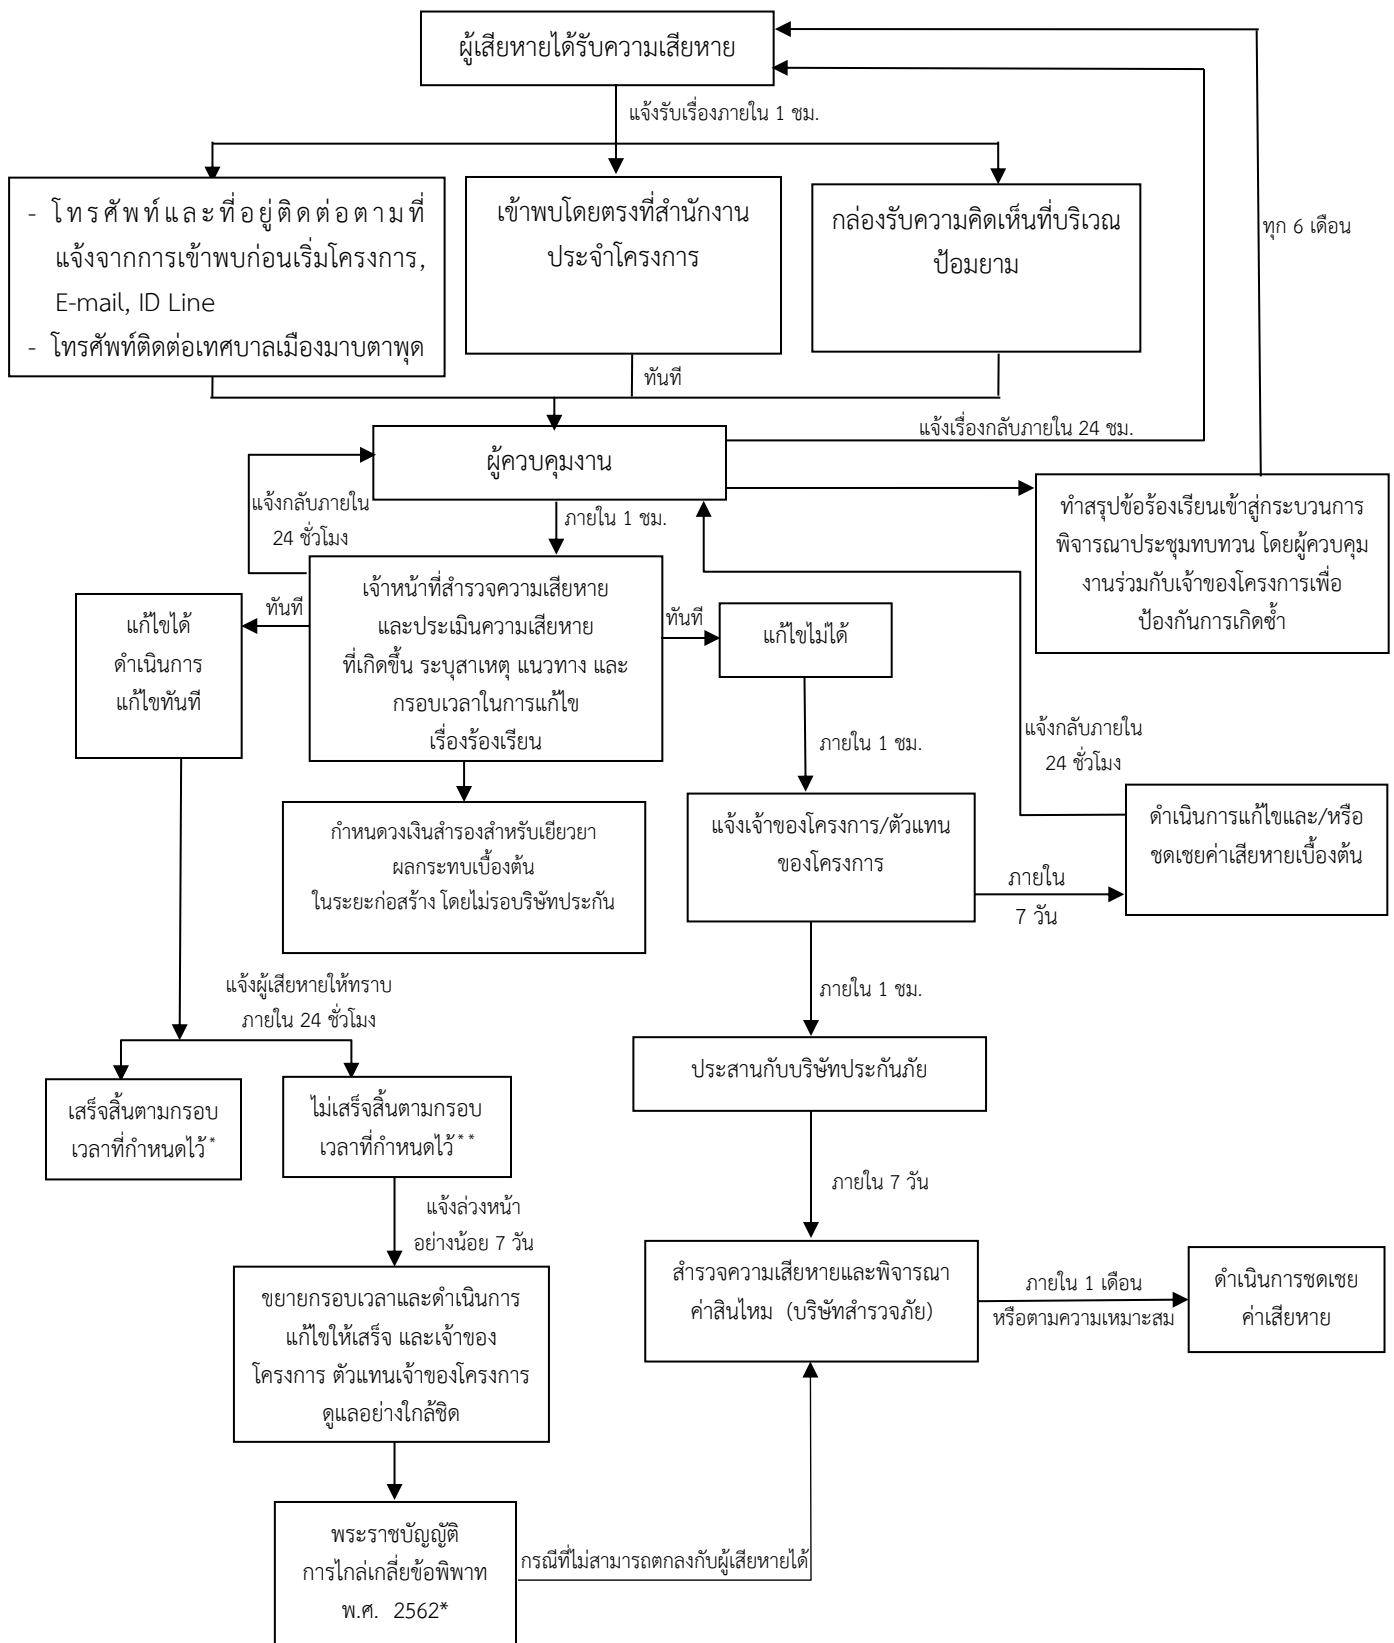 ผู้เสียหายได้รับความเสียหาย
แจ้งรับเรื่องภายใน 1 ชม.
- โทรศัพท์และที่อยู่ติดต่อตามที่
แจ้งจากการเข้าพบก่อนเริ่มโครงการ,
E-mail, ID Line
- โทรศัพท์ติดต่อเทศบาลเมืองมาบตาพุด
เข้าพบโดยตรงที่สำนักงาน
ประจำโครงการ
กล่องรับความคิดเห็นที่บริเวณ
ป้อมยาม
ทุก 6 เดือน
ทันที
แจ้งเรื่องกลับภายใน 24 ชม.
ผู้ควบคุมงาน
แจ้งกลับภายใน
24 ชั่วโมง
ภายใน 1 ชม.
ทำสรุปข้อร้องเรียนเข้าสู่กระบวนการ
พิจารณาประชุมทบทวน โดยผู้ควบคุม
งานร่วมกับเจ้าของโครงการเพื่อ
ป้องกันการเกิดซ้ำ
ทันที
แก้ไขได้
ดำเนินการ
แก้ไขทันที
เจ้าหน้าที่สำรวจความเสียหาย
และประเมินความเสียหาย
ที่เกิดขึ้น ระบุสาเหตุ แนวทาง และ
กรอบเวลาในการแก้ไข
เรื่องร้องเรียน
ทันที
แก้ไขไม่ได้
ภายใน 1 ชม.
แจ้งกลับภายใน
24 ชั่วโมง
กำหนดวงเงินสำรองสำหรับเยียวยา
ผลกระทบเบื้องต้น
ในระยะก่อสร้าง โดยไม่รอบริษัทประกัน
แจ้งเจ้าของโครงการ/ตัวแทน
ของโครงการ
ภายใน
7 วัน
ดำเนินการแก้ไขและ/หรือ
ชดเชยค่าเสียหายเบื้องต้น
แจ้งผู้เสียหายให้ทราบ
ภายใน 24 ชั่วโมง
ภายใน 1 ชม.
ประสานกับบริษัทประกันภัย
เสร็จสิ้นตามกรอบ
เวลาที่กำหนดไว้*
ไม่เสร็จสิ้นตามกรอบ
เวลาที่กำหนดไว้**
แจ้งล่วงหน้า
อย่างน้อย 7 วัน
ภายใน 7 วัน
ขยายกรอบเวลาและดำเนินการ
แก้ไขให้เสร็จ และเจ้าของ
โครงการ ตัวแทนเจ้าของโครงการ
ดูแลอย่างใกล้ชิด
สำรวจความเสียหายและพิจารณา
ค่าสินไหม (บริษัทสำรวจภัย)
ภายใน 1 เดือน
หรือตามความเหมาะสม
ดำเนินการชดเชย
ค่าเสียหาย
พระราชบัญญัติ
การไกล่เกลี่ยข้อพิพาท
พ.ศ. 2562*
กรณีที่ไม่สามารถตกลงกับผู้เสียหายได้